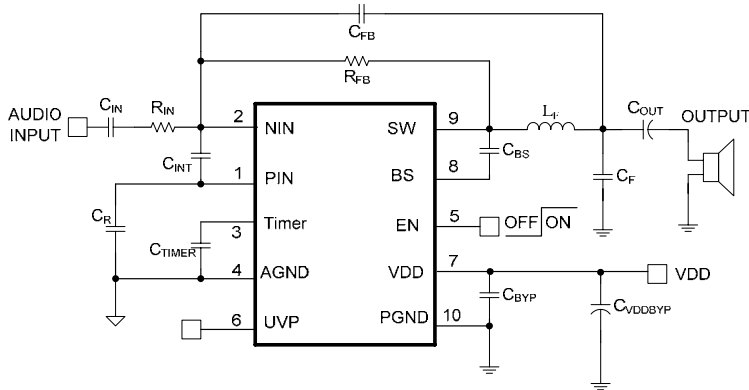 CFB
RFB
AUDIO
INPUT
CIN
RIN
2
NIN
CINT
1
PIN
CR
CTIMER
3
Timer
4
AGND
6
UVP
SW
9
BS
8
CBS
EN
5
OFF ON
VDD
7
VDD
CBYP
CVDDBYP
PGND
10
LF
CF
COUT
OUTPUT